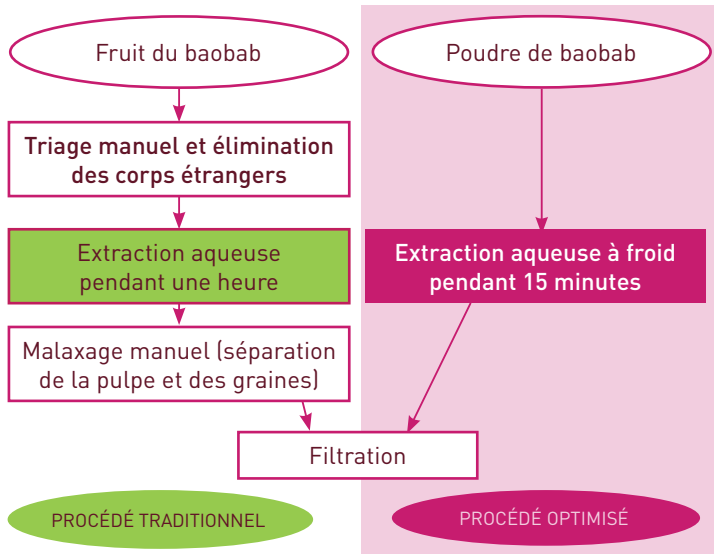 Fruit du baobab
Triage manuel et élimination
des corps étrangers
Extraction aqueuse
pendant une heure
Malaxage manuel (séparation
de la pulpe et des graines)
Poudre de baobab
Extraction aqueuse à froid
pendant 15 minutes
Filtration
PROCÉDÉ TRADITIONNEL
PROCÉDÉ OPTIMISÉ